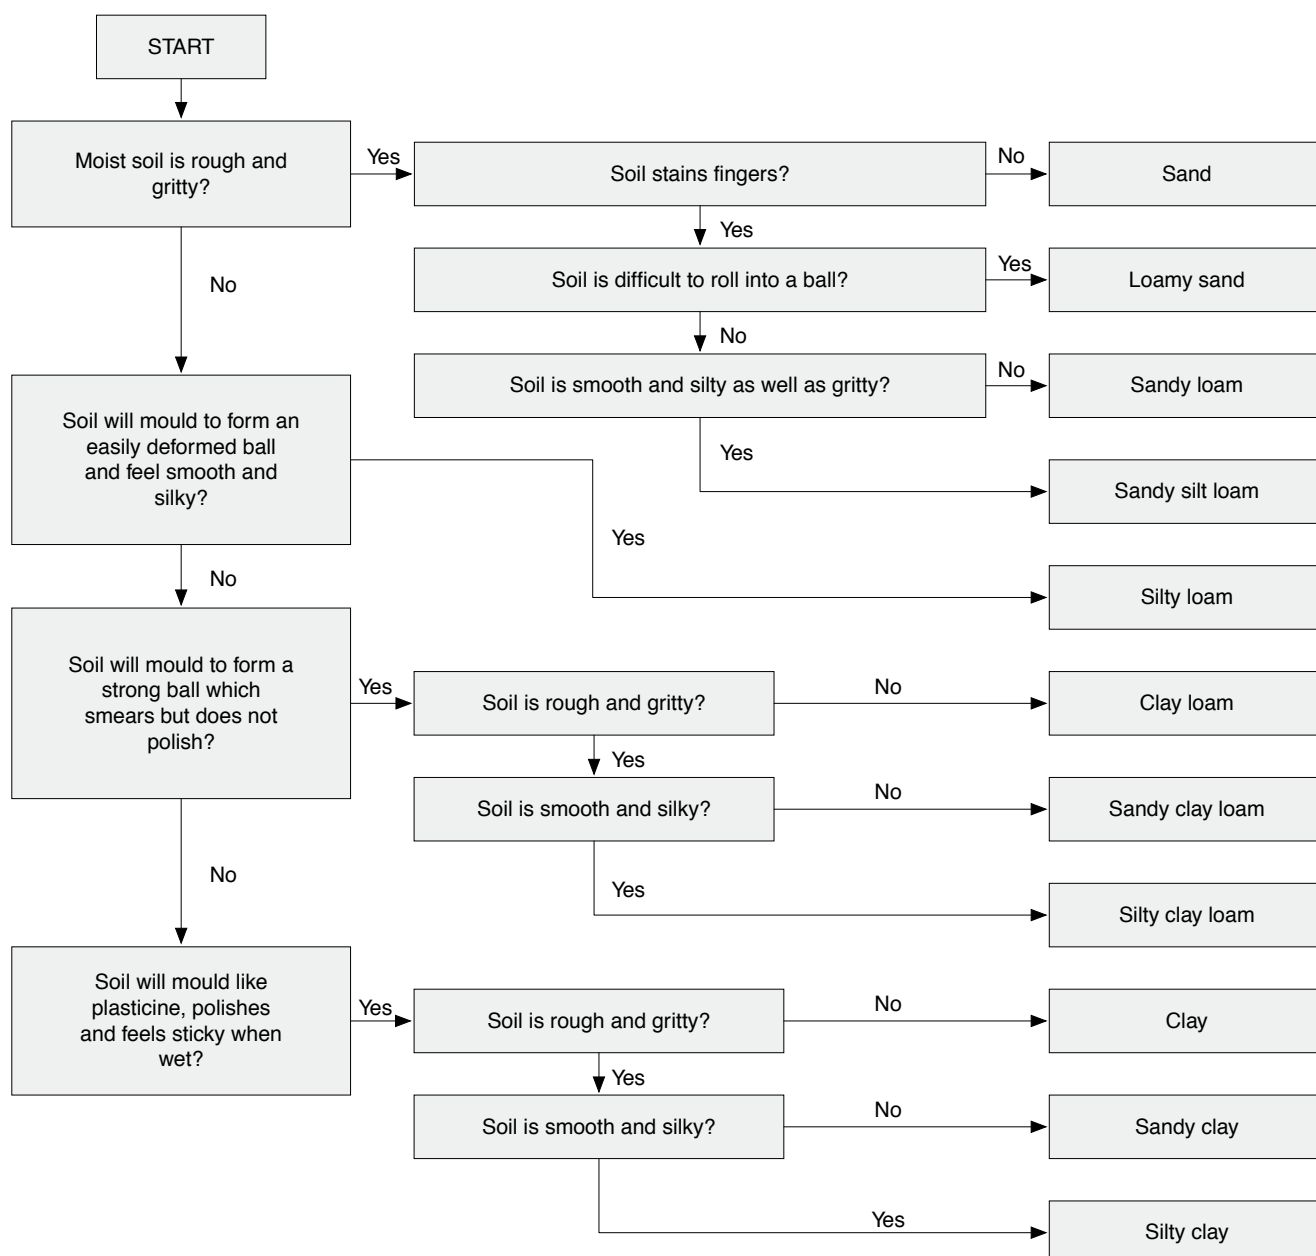 START
Moist soil is rough and
gritty?
Yes
Soil stains fingers?
No
Sand
Yes
Soil is difficult to roll into a ball?
Yes
Loamy sand
No
No
Soil is smooth and silty as well as gritty?
No
Sandy loam
Yes
Sandy silt loam
Soil will mould to form an
easily deformed ball
and feel smooth and
silky?
Yes
Silty loam
No
Soil will mould to form a
strong ball which
smears but does not
polish?
Yes
Soil is rough and gritty?
No
Clay loam
Yes
Soil is smooth and silky?
No
Sandy clay loam
Yes
Silty clay loam
No
Soil will mould like
plasticine, polishes
and feels sticky when
wet?
Yes
Soil is rough and gritty?
No
Clay
Yes
Soil is smooth and silky?
No
Sandy clay
Yes
Silty clay